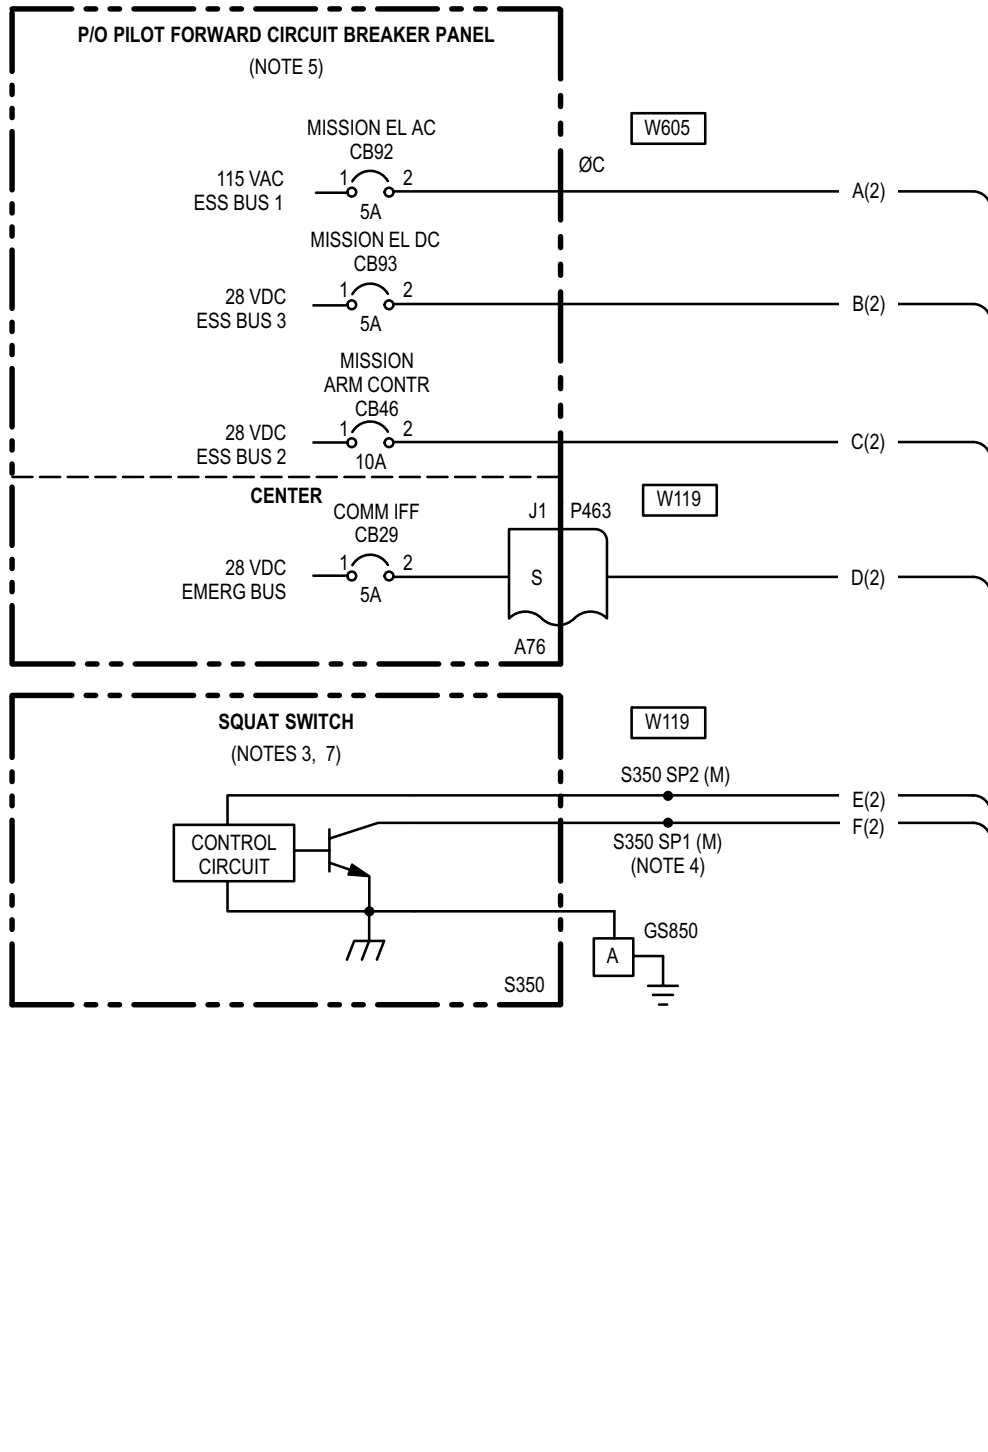 P/O PILOT FORWARD CIRCUIT BREAKER PANEL
(NOTE 5)
MISSION EL AC
CB92
W605
ØC
115 VAC
ESS BUS 1
1
2
5A
A(2)
MISSION EL DC
CB93
28 VDC
ESS BUS 3
1
2
5A
B(2)
MISSION
ARM CONTR
CB46
28 VDC
ESS BUS 2
1
2
10A
C(2)
CENTER
COMM IFF
CB29
J1
P463
W119
28 VDC
EMERG BUS
1
2
5A
S
D(2)
A76
SQUAT SWITCH
(NOTES 3, 7)
W119
S350 SP2 (M)
E(2)
F(2)
CONTROL
CIRCUIT
S350 SP1 (M)
(NOTE 4)
GS850
A
S350